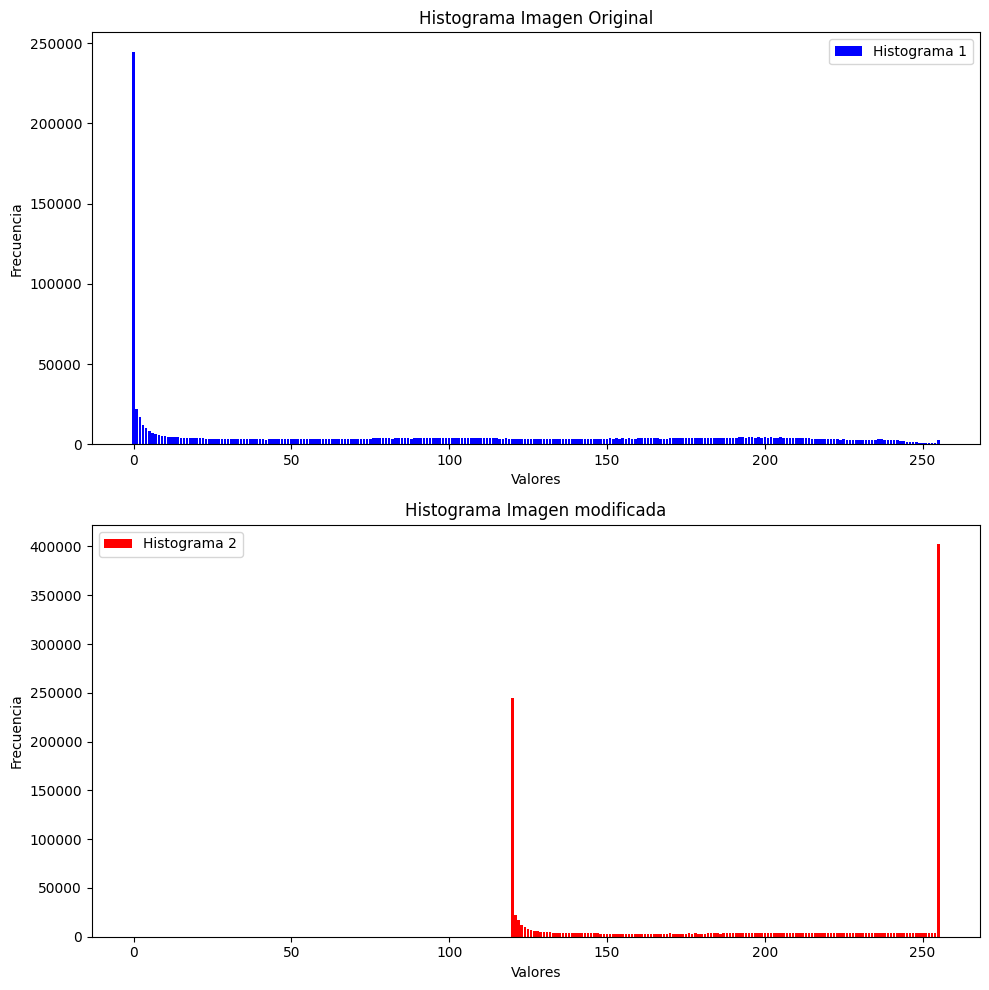 Histograma Imagen Original
Histograma 1
250000
200000
150000
100000
50000
0
Frecuencia
0 50 100 150 200 250
Valores
Histograma Imagen modificada
Histograma 2
400000
350000
300000
250000
200000
150000
100000
50000
0
Frecuencia
0 50 100 150 200 250
Valores